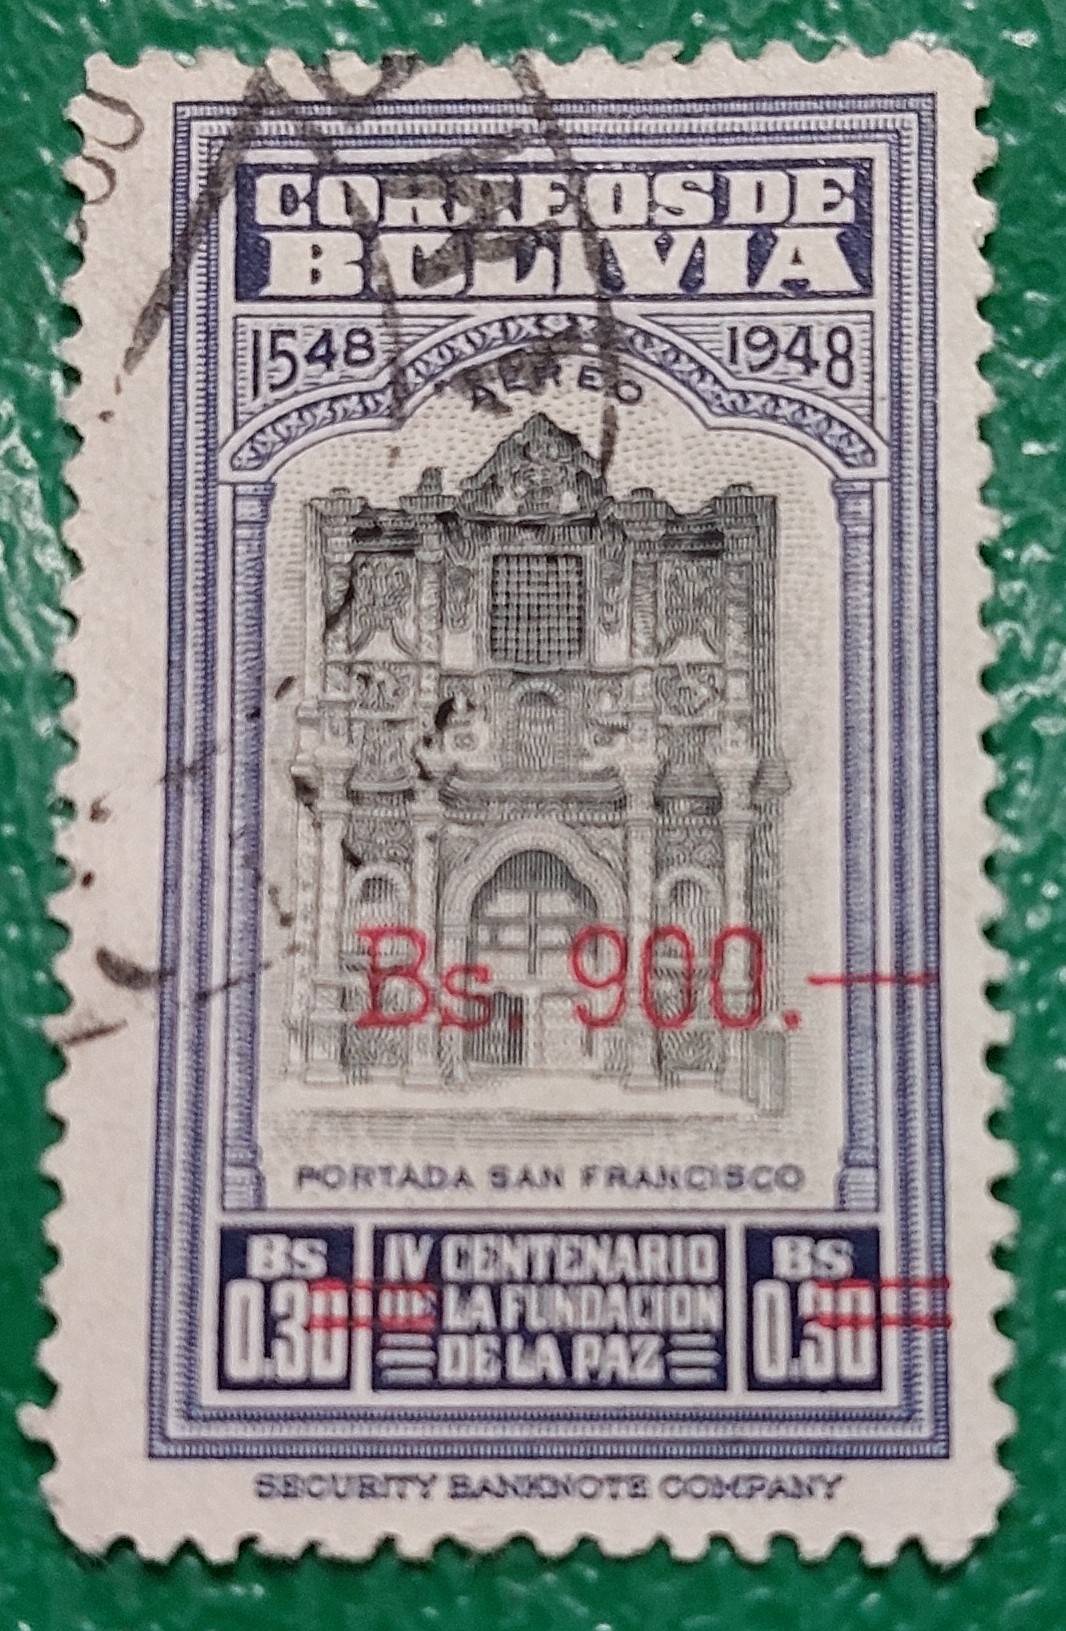 CORREOS DE
BOLIVIA
1548 1948
AEREO
Bs. 900.—
PORTADA SAN FRANCISCO
BS 0.30
IV CENTENARIO
DE LA FUNDACION
DE LA PAZ
BS 0.30
SECURITY BANKNOTE COMPANY